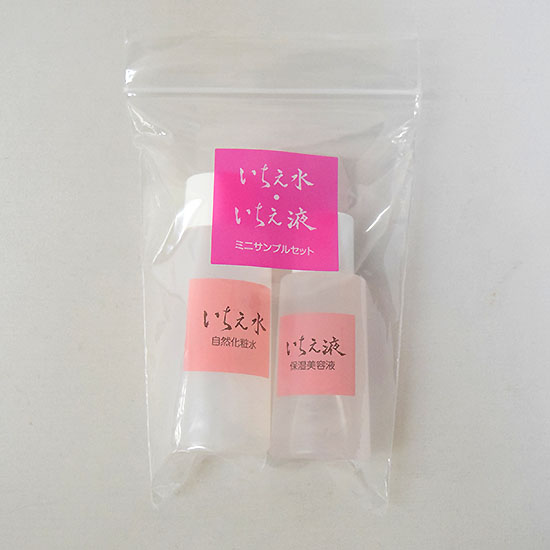 いちえ水
・
いちえ液
ミニサンプルセット
いちえ水
自然化粧水
いちえ液
保湿美容液